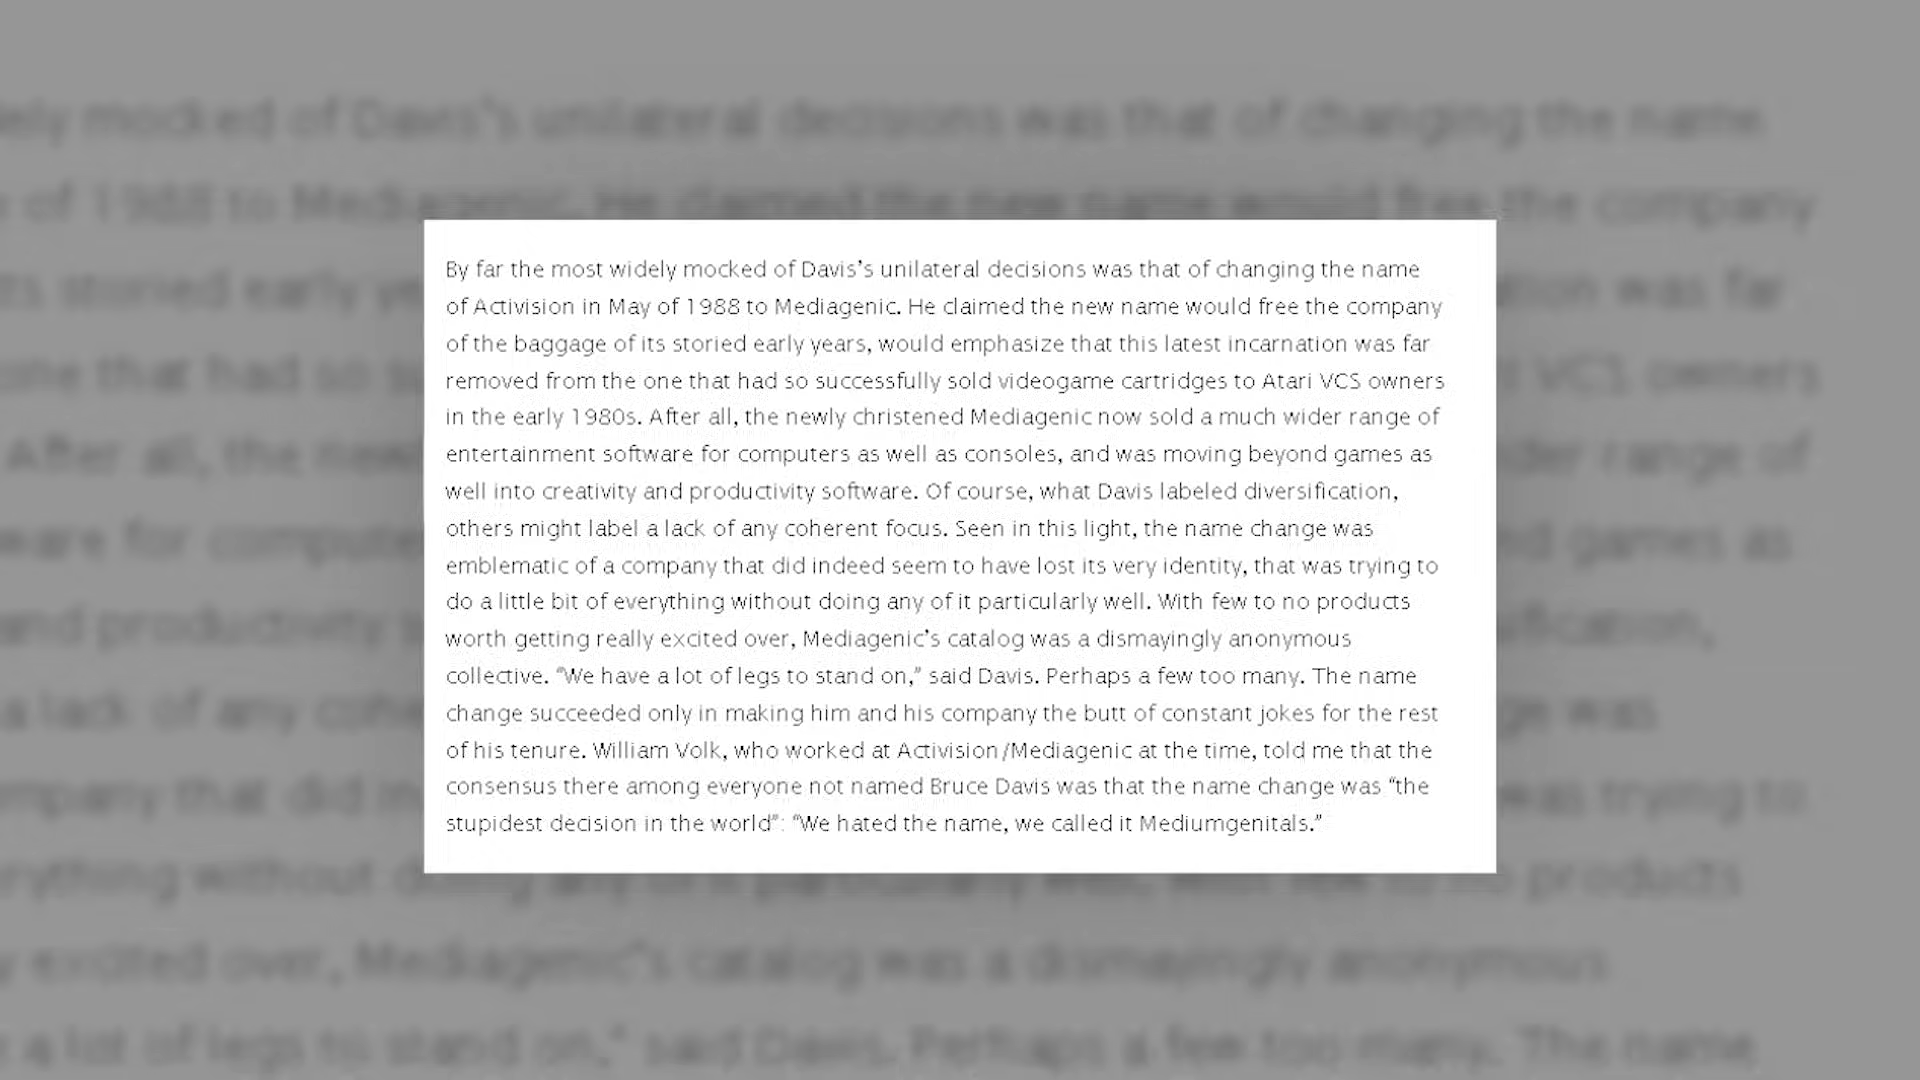 By far the most widely mocked of Davis’s unilateral decisions was that of changing the name
of Activision in May of 1988 to Mediagenic. He claimed the new name would free the company
of the baggage of its storied early years, would emphasize that this latest incarnation was far
removed from the one that had so successfully sold videogame cartridges to Atari VCS owners
in the early 1980s. After all, the newly christened Mediagenic now sold a much wider range of
entertainment software for computers as well as consoles, and was moving beyond games as
well into creativity and productivity software. Of course, what Davis labeled diversification,
others might label a lack of any coherent focus. Seen in this light, the name change was
emblematic of a company that did indeed seem to have lost its very identity, that was trying to
do a little bit of everything without doing any of it particularly well. With few to no products
worth getting really excited over, Mediagenic’s catalog was a dismayingly anonymous
collective. “We have a lot of legs to stand on,” said Davis. Perhaps a few too many. The name
change succeeded only in making him and his company the butt of constant jokes for the rest
of his tenure. William Volk, who worked at Activision/Mediagenic at the time, told me that the
consensus there among everyone not named Bruce Davis was that the name change was “the
stupidest decision in the world”: “We hated the name, we called it Mediumgenitals.”